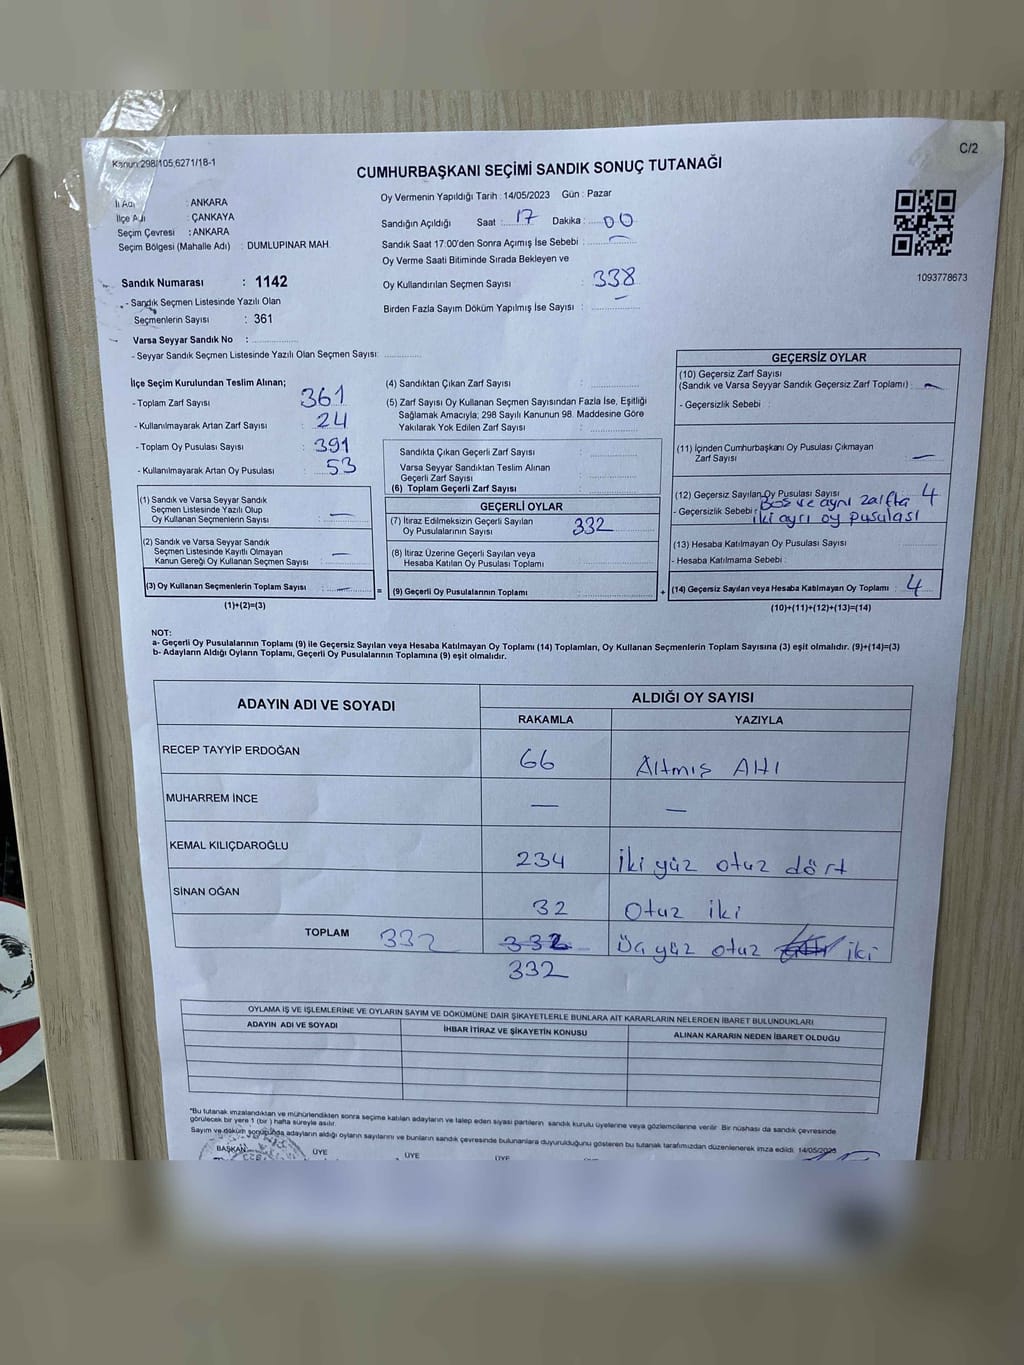 Kanun:298/105,6271/18-1
C/2
CUMHURBAŞKANI SEÇİMİ SANDIK SONUÇ TUTANAĞI
İl Adı : ANKARA
İlçe Adı : ÇANKAYA
Seçim Çevresi : ANKARA
Seçim Bölgesi (Mahalle Adı) : DUMLUPINAR MAH.
Oy Vermenin Yapıldığı Tarih : 14/05/2023 Gün : Pazar
Sandığın Açıldığı Saat : 17 Dakika : 00
Sandık Saat 17:00'den Sonra Açımış İse Sebebi : —
Oy Verme Saati Bitiminde Sırada Bekleyen ve
Oy Kullandırılan Seçmen Sayısı : 338
Birden Fazla Sayım Döküm Yapılmış İse Sayısı : —
1093778673
Sandık Numarası : 1142
- Sandık Seçmen Listesinde Yazılı Olan
Seçmenlerin Sayısı : 361
Varsa Seyyar Sandık No :
- Seyyar Sandık Seçmen Listesinde Yazılı Olan Seçmen Sayısı:
İlçe Seçim Kurulundan Teslim Alınan;
- Toplam Zarf Sayısı : 361
- Kullanılmayarak Artan Zarf Sayısı : 24
- Toplam Oy Pusulası Sayısı : 391
- Kullanılmayarak Artan Oy Pusulası : 53
(1) Sandık ve Varsa Seyyar Sandık
Seçmen Listesinde Yazılı Olup
Oy Kullanan Seçmenlerin Sayısı : —
(2) Sandık ve Varsa Seyyar Sandık
Seçmen Listesinde Kayıtlı Olmayan
Kanun Gereği Oy Kullanan Seçmen Sayısı : —
(3) Oy Kullanan Seçmenlerin Toplam Sayısı : — =
(1)+(2)=(3)
(4) Sandıktan Çıkan Zarf Sayısı :
(5) Zarf Sayısı Oy Kullanan Seçmen Sayısından Fazla İse, Eşitliği
Sağlamak Amacıyla; 298 Sayılı Kanunun 98. Maddesine Göre
Yakılarak Yok Edilen Zarf Sayısı :
Sandıkta Çıkan Geçerli Zarf Sayısı :
Varsa Seyyar Sandıktan Teslim Alınan
Geçerli Zarf Sayısı :
(6) Toplam Geçerli Zarf Sayısı :
GEÇERLİ OYLAR
(7) İtiraz Edilmeksizin Geçerli Sayılan
Oy Pusulalarının Sayısı : 332
(8) İtiraz Üzerine Geçerli Sayılan veya
Hesaba Katılan Oy Pusulası Toplamı :
(9) Geçerli Oy Pusulalarının Toplamı : +
GEÇERSİZ OYLAR
(10) Geçersiz Zarf Sayısı
(Sandık ve Varsa Seyyar Sandık Geçersiz Zarf Toplamı) : —
- Geçersizlik Sebebi :
(11) İçinden Cumhurbaşkanı Oy Pusulası Çıkmayan
Zarf Sayısı : —
(12) Geçersiz Sayılan Oy Pusulası Sayısı : 4
- Geçersizlik Sebebi : Boş ve aynı zarfta
iki ayrı oy pusulası
(13) Hesaba Katılmayan Oy Pusulası Sayısı :
- Hesaba Katılmama Sebebi :
(14) Geçersiz Sayılan veya Hesaba Katılmayan Oy Toplamı : 4
(10)+(11)+(12)+(13)=(14)
NOT:
a- Geçerli Oy Pusulalarının Toplamı (9) ile Geçersiz Sayılan veya Hesaba Katılmayan Oy Toplamı (14) Toplamları, Oy Kullanan Seçmenlerin Toplam Sayısına (3) eşit olmalıdır. (9)+(14)=(3)
b- Adayların Aldığı Oyların Toplamı, Geçerli Oy Pusulalarının Toplamına (9) eşit olmalıdır.
ADAYIN ADI VE SOYADI
ALDIĞI OY SAYISI
RAKAMLA YAZIYLA
RECEP TAYYİP ERDOĞAN 66 Altmış Altı
MUHARREM İNCE — —
KEMAL KILIÇDAROĞLU 234 İki yüz otuz dört
SİNAN OĞAN 32 Otuz iki
TOPLAM 332 332 Üç yüz otuz iki
332
OYLAMA İŞ VE İŞLEMLERİNE VE OYLARIN SAYIM VE DÖKÜMÜNE DAİR ŞİKAYETLERLE BUNLARA AİT KARARLARIN NELERDEN İBARET BULUNDUKLARI
ADAYIN ADI VE SOYADI İHBAR İTİRAZ VE ŞİKAYETİN KONUSU ALINAN KARARIN NEDEN İBARET OLDUĞU
"Bu tutanak imzalandıktan ve mühürlendikten sonra seçime katılan adayların ve talep eden siyasi partilerin sandık kurulu üyelerine veya gözlemcilerine verilir. Bir nüshası da sandık çevresinde
görülecek bir yere 1 (bir) hafta süreyle asılır.
Sayım ve döküm sonucunda adayların aldığı oyların sayılarını ve bunların sandık çevresinde bulunanlara duyurulduğunu gösteren bu tutanak tarafımızdan düzenlenerek imza edildi. 14/05/2023
BAŞKAN ÜYE ÜYE ÜYE